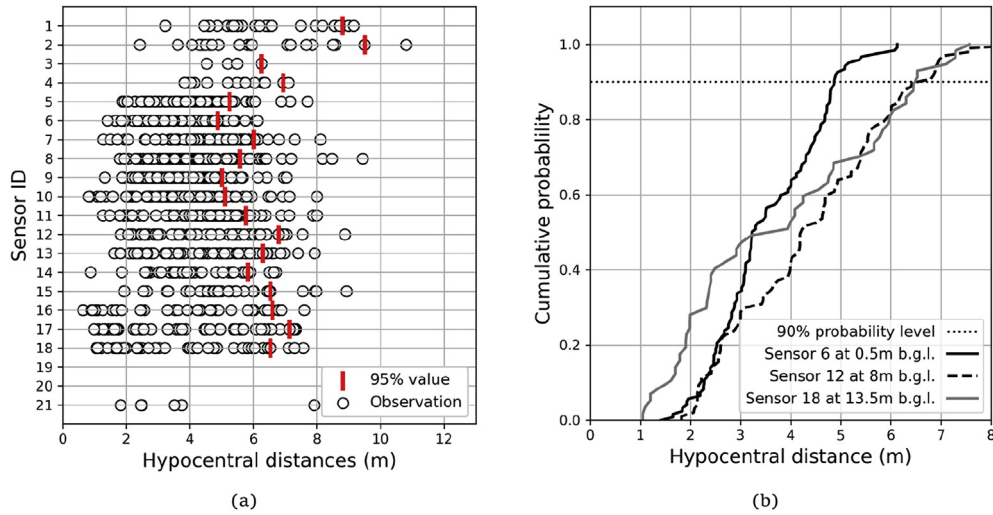 1
2
3
4
5
6
7
8
9
10
11
12
13
14
15
16
17
18
19
20
21
Sensor ID
95% value
Observation
0 2 4 6 8 10 12
Hypocentral distances (m)
(a)
1.0
0.8
0.6
0.4
0.2
0.0
Cumulative probablility
90% probability level
Sensor 6 at 0.5m b.g.l.
Sensor 12 at 8m b.g.l.
Sensor 18 at 13.5m b.g.l.
0 1 2 3 4 5 6 7 8
Hypocentral distance (m)
(b)